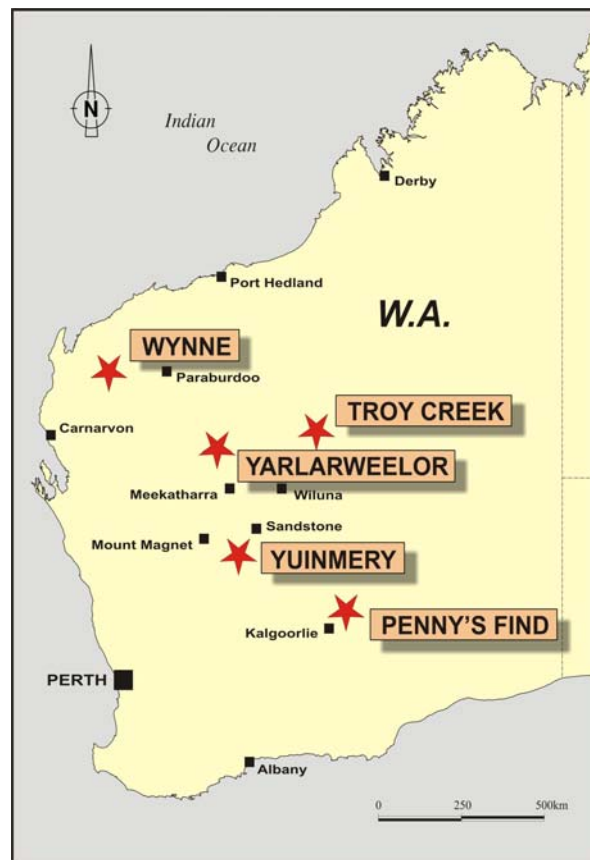 N
Indian
Ocean
Derby
Port Hedland
W.A.
WYNNE
Paraburdoo
TROY CREEK
Carnarvon
YARLARWEELOR
Meekatharra
Wiluna
Sandstone
Mount Magnet
YUINMERY
PENNY'S FIND
Kalgoorlie
PERTH
Albany
0 250 500km